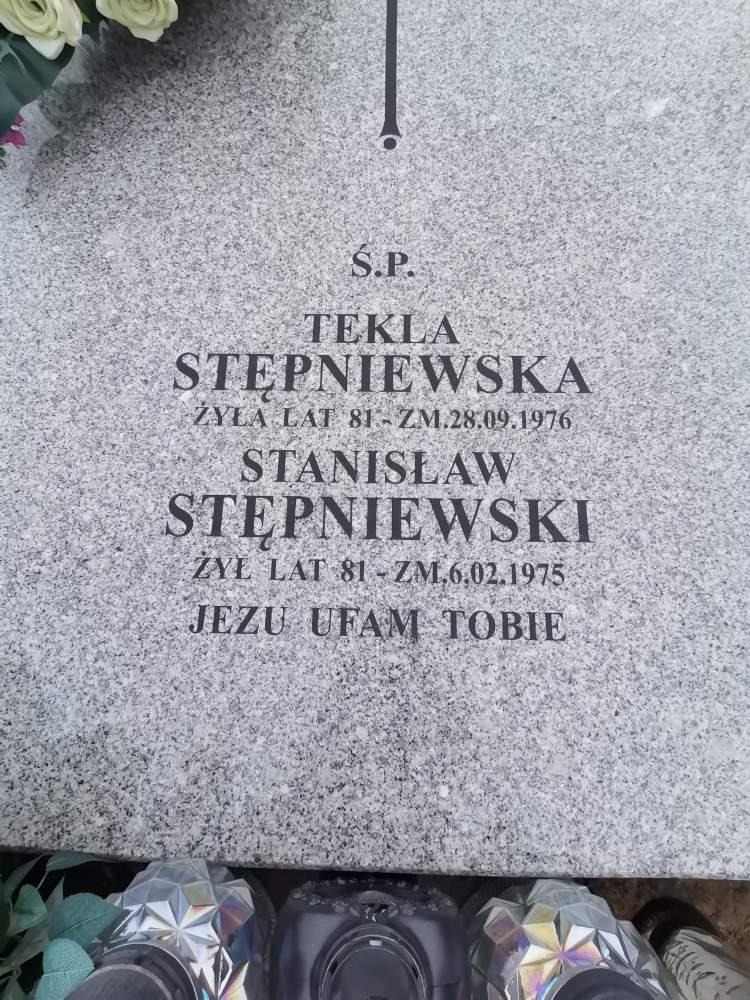 Ś.P.
TEKLA
STĘPNIEWSKA
ŻYŁA LAT 81 - ZM.28.09.1976
STANISŁAW
STĘPNIEWSKI
ŻYŁ LAT 81 - ZM.6.02.1975
JEZU UFAM TOBIE